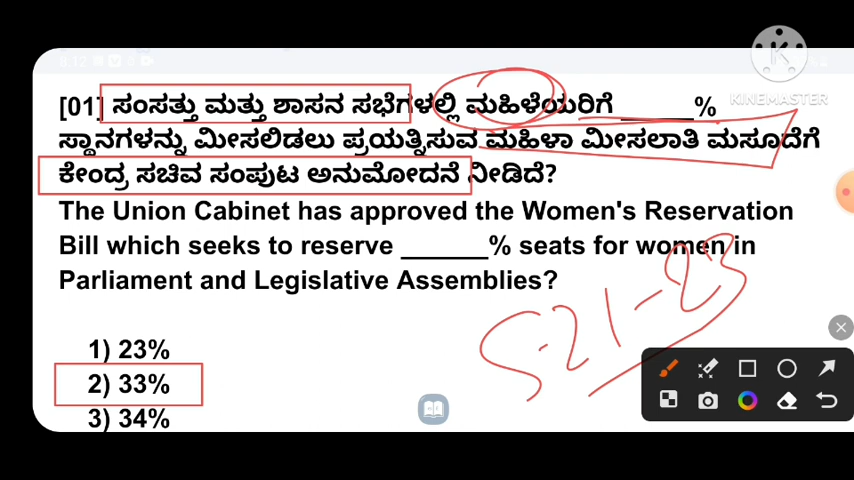 KINEMASTER
[01] ಸಂಸತ್ತು ಮತ್ತು ಶಾಸನ ಸಭೆಗಳಲ್ಲಿ ಮಹಿಳೆಯರಿಗೆ _____%
ಸ್ಥಾನಗಳನ್ನು ಮೀಸಲಿಡಲು ಪ್ರಯತ್ನಿಸುವ ಮಹಿಳಾ ಮೀಸಲಾತಿ ಮಸೂದೆಗೆ
ಕೇಂದ್ರ ಸಚಿವ ಸಂಪುಟ ಅನುಮೋದನೆ ನೀಡಿದೆ?
The Union Cabinet has approved the Women's Reservation
Bill which seeks to reserve ______% seats for women in
Parliament and Legislative Assemblies?
1) 23%
2) 33%
3) 34%